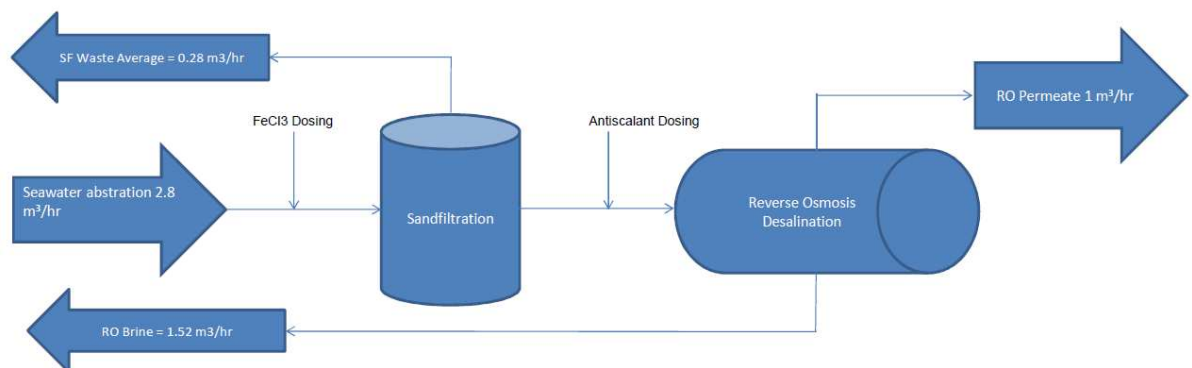 SF Waste Average = 0.28 m3/hr
RO Permeate 1 m³/hr
FeCl3 Dosing
Antiscalant Dosing
Seawater abstration 2.8
m³/hr
Sandfiltration
Reverse Osmosis
Desalination
RO Brine = 1.52 m3/hr